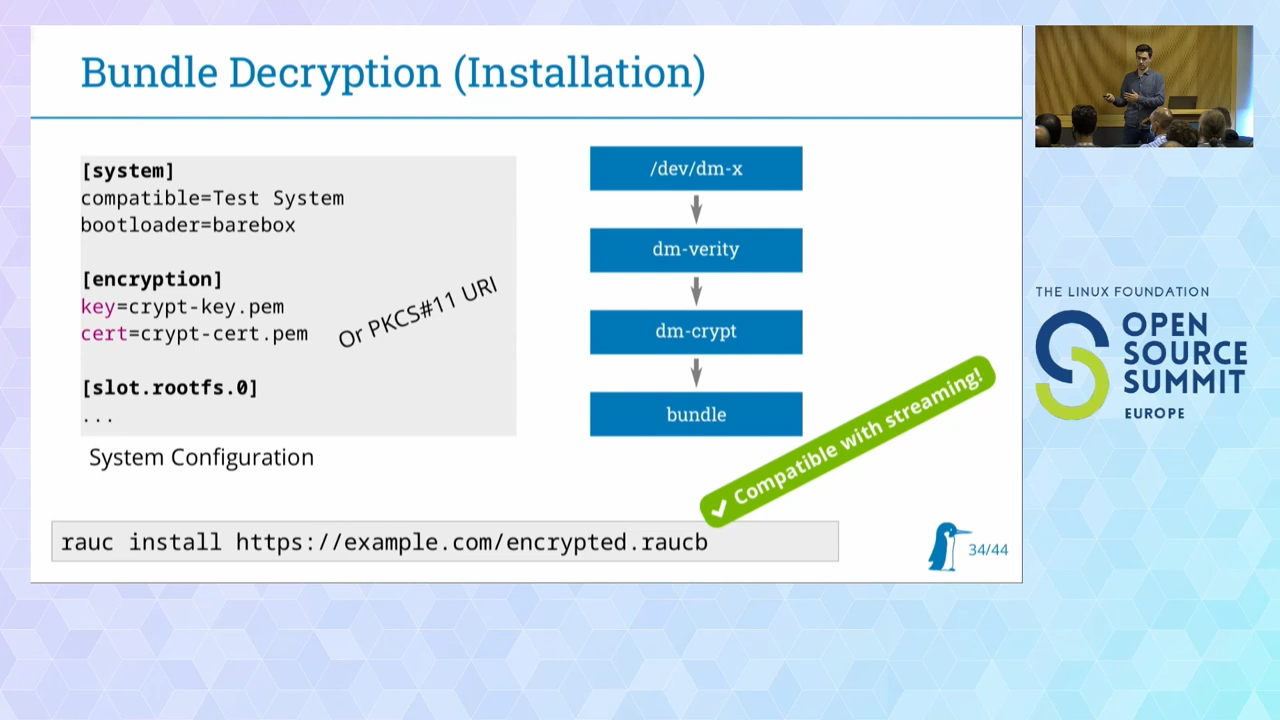 Bundle Decryption (Installation)
[system]
compatible=Test System
bootloader=barebox
[encryption]
key=crypt-key.pem
cert=crypt-cert.pem
Or PKCS#11 URI
[slot.rootfs.0]
...
System Configuration
/dev/dm-x
dm-verity
dm-crypt
bundle
✓ Compatible with streaming!
rauc install https://example.com/encrypted.raucb
34/44
THE LINUX FOUNDATION
OPEN
SOURCE
SUMMIT
EUROPE